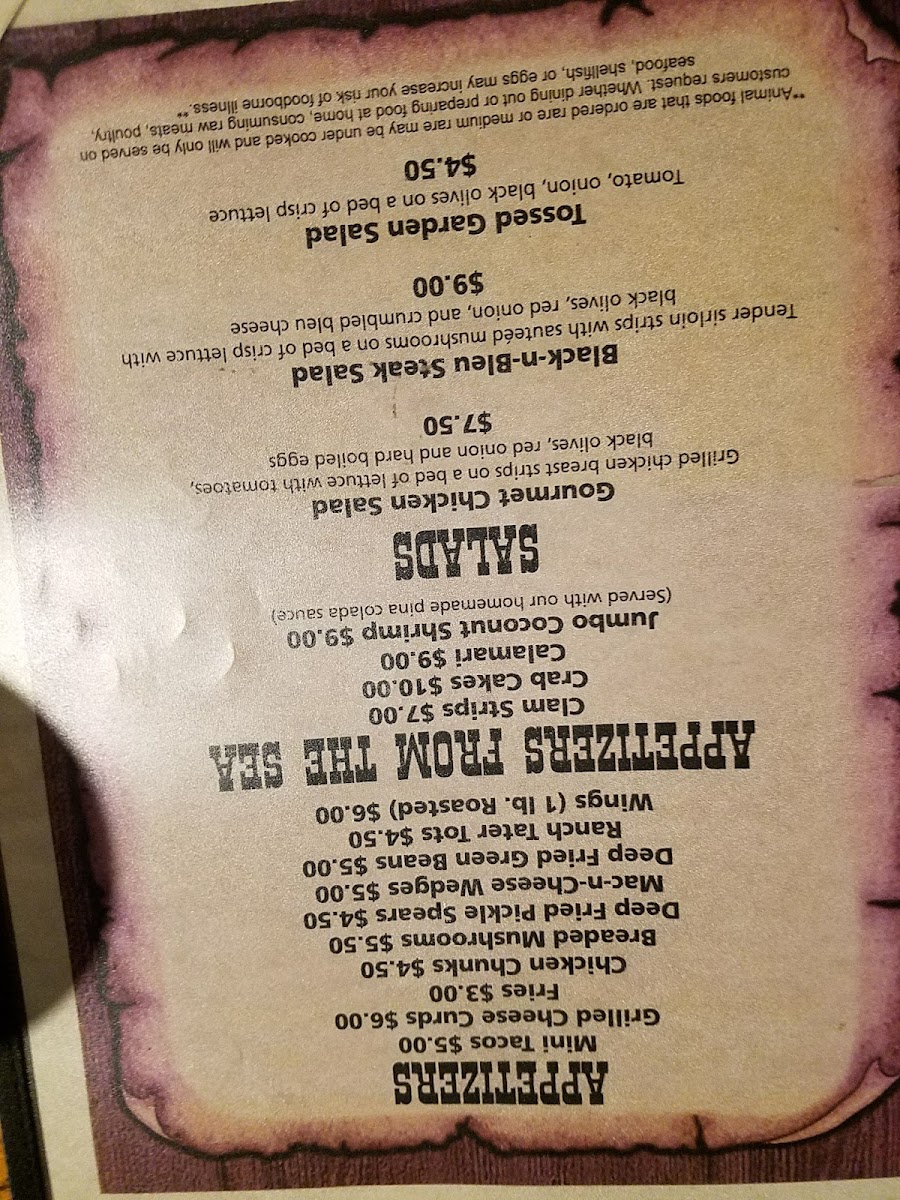 APPETIZERS
Mini Tacos $5.00
Grilled Cheese Curds $6.00
Fries $3.00
Chicken Chunks $4.50
Breaded Mushrooms $5.50
Deep Fried Pickle Spears $4.50
Mac-n-Cheese Wedges $5.00
Deep Fried Green Beans $5.00
Ranch Tater Tots $4.50
Wings (1 lb. Roasted) $6.00
APPETIZERS FROM THE SEA
Clam Strips $7.00
Crab Cakes $10.00
Calamari $9.00
Jumbo Coconut Shrimp $9.00
(Served with our homemade pina colada sauce)
SALADS
Gourmet Chicken Salad
Grilled chicken breast strips on a bed of lettuce with tomatoes,
black olives, red onion and hard boiled eggs
$7.50
Black-n-Bleu Steak Salad
Tender sirloin strips with sauteéd mushrooms on a bed of crisp lettuce with
black olives, red onion, and crumbled bleu cheese
$9.00
Tossed Garden Salad
Tomato, onion, black olives on a bed of crisp lettuce
$4.50
**Animal foods that are ordered rare or medium rare may be under cooked and will only be served on
customers request. Whether dining out or preparing food at home, consuming raw meats, poultry,
seafood, shellfish, or eggs may increase your risk of foodborne illness.**